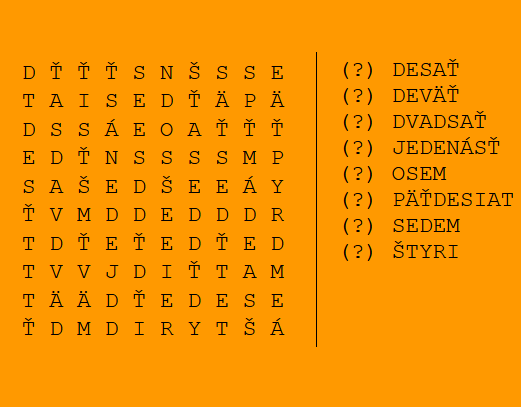 D Ť Ť Ť S N Š S S E
T A I S E D Ť Ä P Ä
D S S Á E O A Ť Ť Ť
E D Ť N S S S S M P
S A Š E D Š E E Á Y
Ť V M D D E D D D R
T D Ť E Ť E D Ť E D
T V V J D I Ť T A M
T Ä Ä D Ť E D E S E
Ť D M D I R Y T Š Á
(?) DESAŤ
(?) DEVÄŤ
(?) DVADSAŤ
(?) JEDENÁSŤ
(?) OSEM
(?) PÄŤDESIAT
(?) SEDEM
(?) ŠTYRI